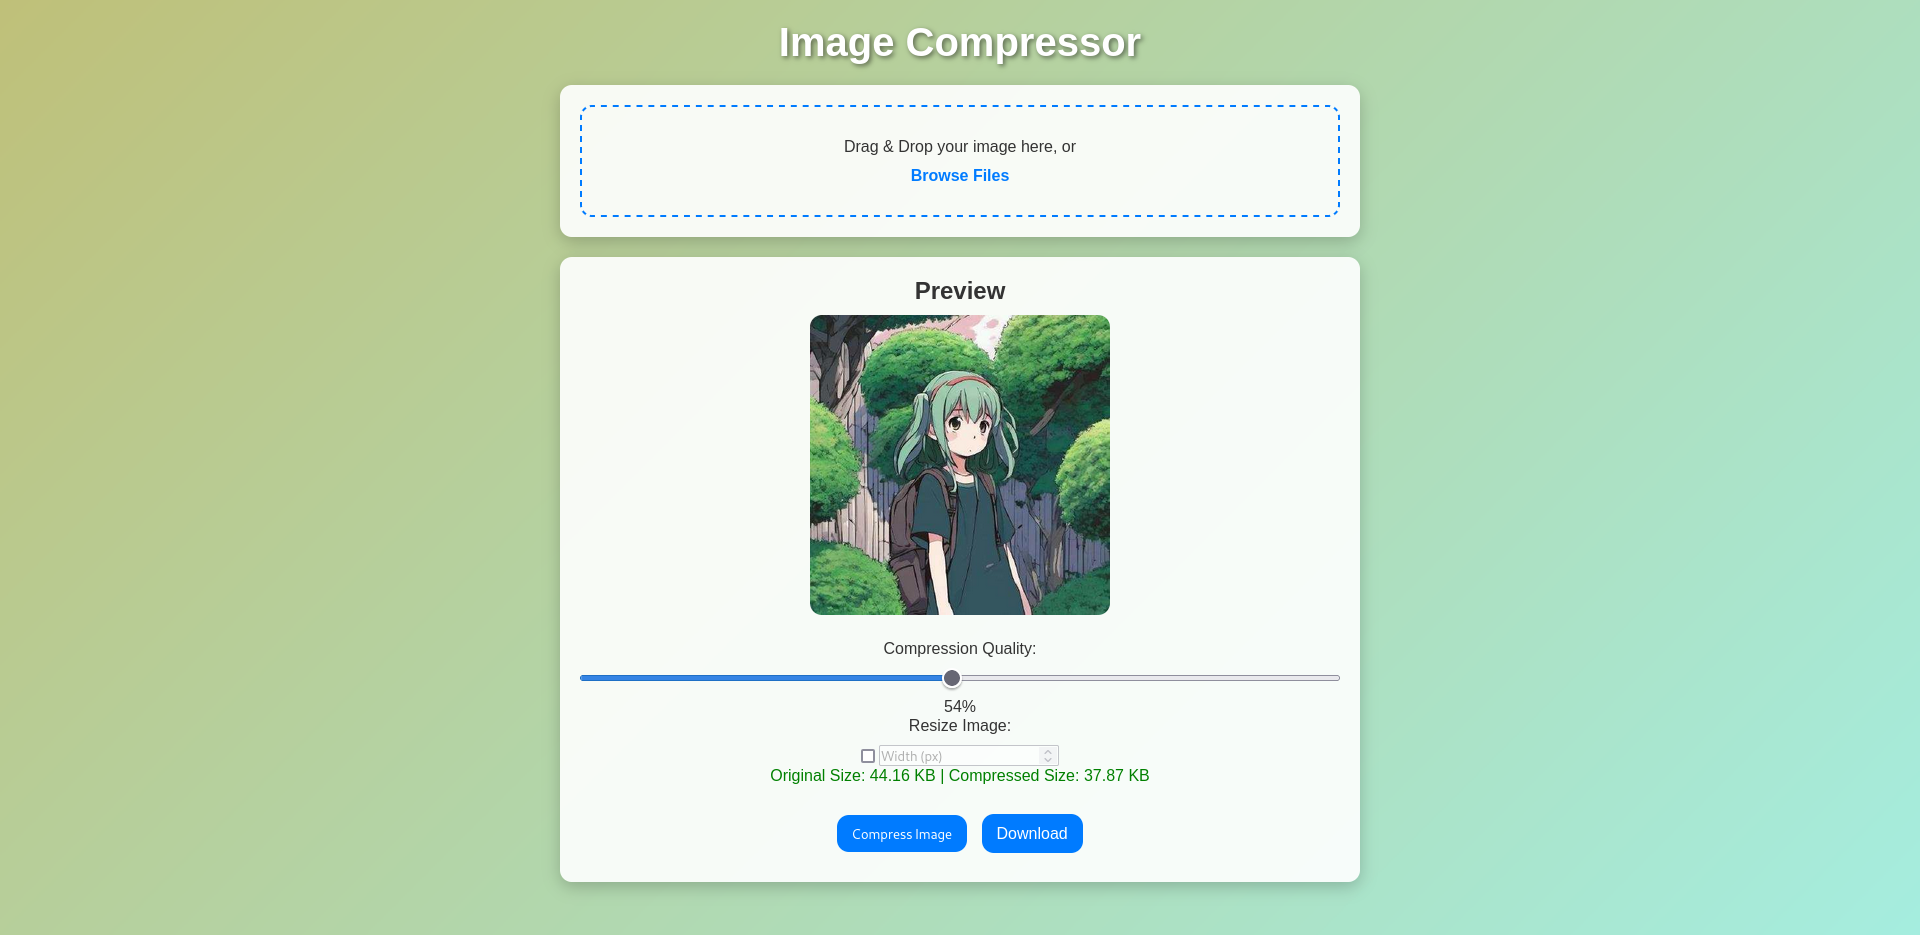 Image Compressor
Drag & Drop your image here, or
Browse Files
Preview
Compression Quality:
54%
Resize Image:
Width (px)
Original Size: 44.16 KB | Compressed Size: 37.87 KB
Compress Image
Download